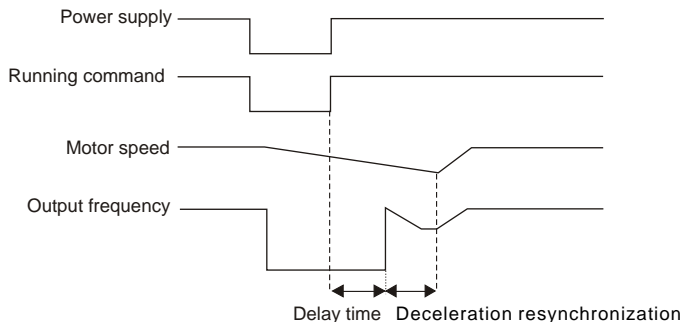 Power supply
Running command
Motor speed
Output frequency
Delay time Deceleration resynchronization